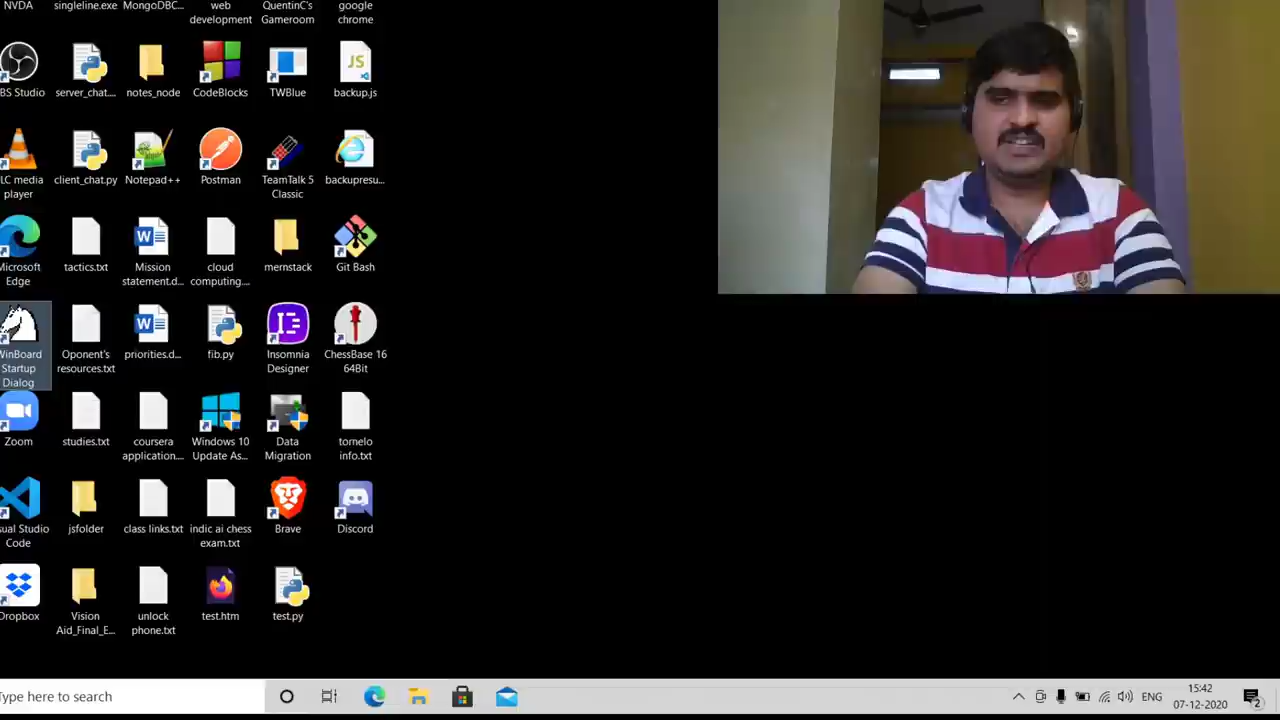 NVDA
singleline.exe
MongoDBC...
web
development
QuentinC's
Gameroom
google
chrome
BS Studio
server_chat....
notes_node
CodeBlocks
TWBlue
JS
backup.js
LC media
player
client_chat.py
Notepad++
Postman
TeamTalk 5
Classic
backupresu...
Microsoft
Edge
tactics.txt
Mission
statement.d...
cloud
computing....
mernstack
Git Bash
WinBoard
Startup
Dialog
Oponent's
resources.txt
priorities.d...
fib.py
Insomnia
Designer
ChessBase 16
64Bit
Zoom
studies.txt
coursera
application....
Windows 10
Update As...
Data
Migration
tornelo
info.txt
sual Studio
Code
jsfolder
class links.txt
indic ai chess
exam.txt
Brave
Discord
Dropbox
Vision
Aid_Final_E...
unlock
phone.txt
test.htm
test.py
Type here to search
ENG
15:42
07-12-2020
2